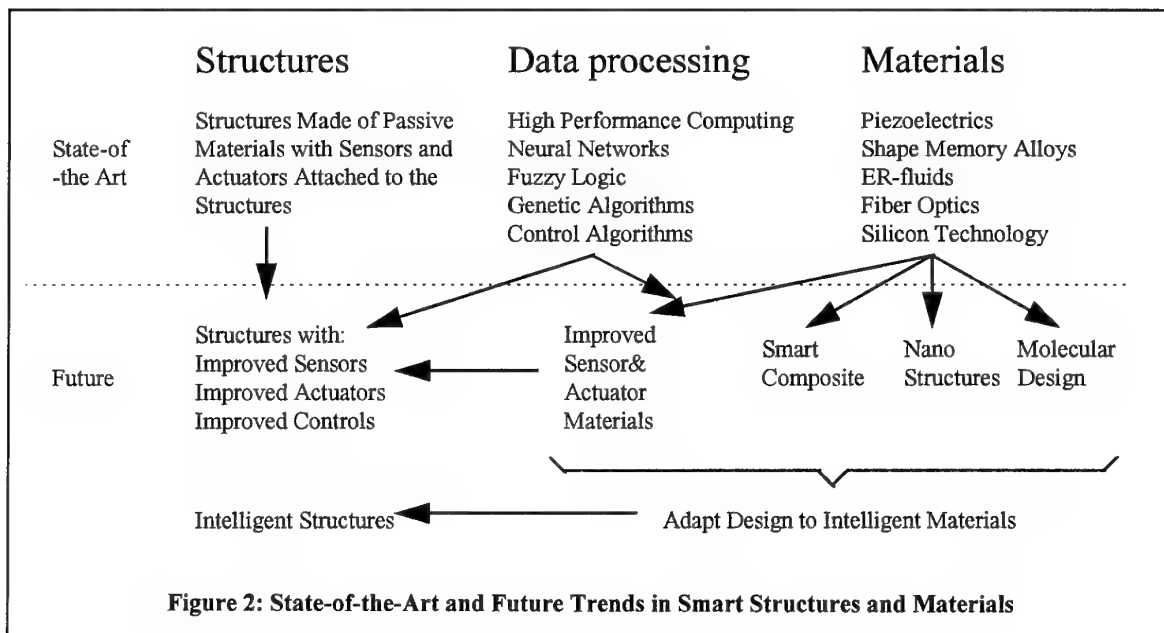 Structures
Data processing
Materials
State-of
-the Art
Structures Made of Passive
Materials with Sensors and
Actuators Attached to the
Structures
High Performance Computing
Neural Networks
Fuzzy Logic
Genetic Algorithms
Control Algorithms
Piezoelectrics
Shape Memory Alloys
ER-fluids
Fiber Optics
Silicon Technology
Future
Structures with:
Improved Sensors
Improved Actuators
Improved Controls
Improved
Sensor&
Actuator
Materials
Smart
Composite
Nano
Structures
Molecular
Design
Intelligent Structures
Adapt Design to Intelligent Materials
Figure 2: State-of-the-Art and Future Trends in Smart Structures and Materials